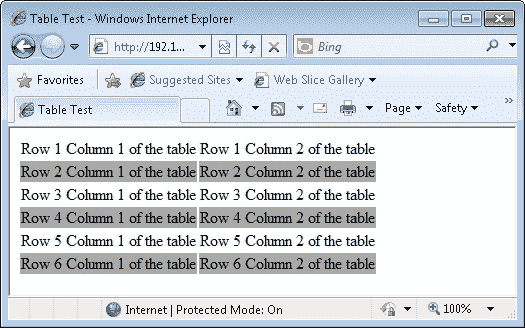 Table Test - Windows Internet Explorer
http://192.1... Bing
Favorites Suggested Sites Web Slice Gallery
Table Test Page Safety »
Row 1 Column 1 of the table Row 1 Column 2 of the table
Row 2 Column 1 of the table Row 2 Column 2 of the table
Row 3 Column 1 of the table Row 3 Column 2 of the table
Row 4 Column 1 of the table Row 4 Column 2 of the table
Row 5 Column 1 of the table Row 5 Column 2 of the table
Row 6 Column 1 of the table Row 6 Column 2 of the table
Internet | Protected Mode: On 100%